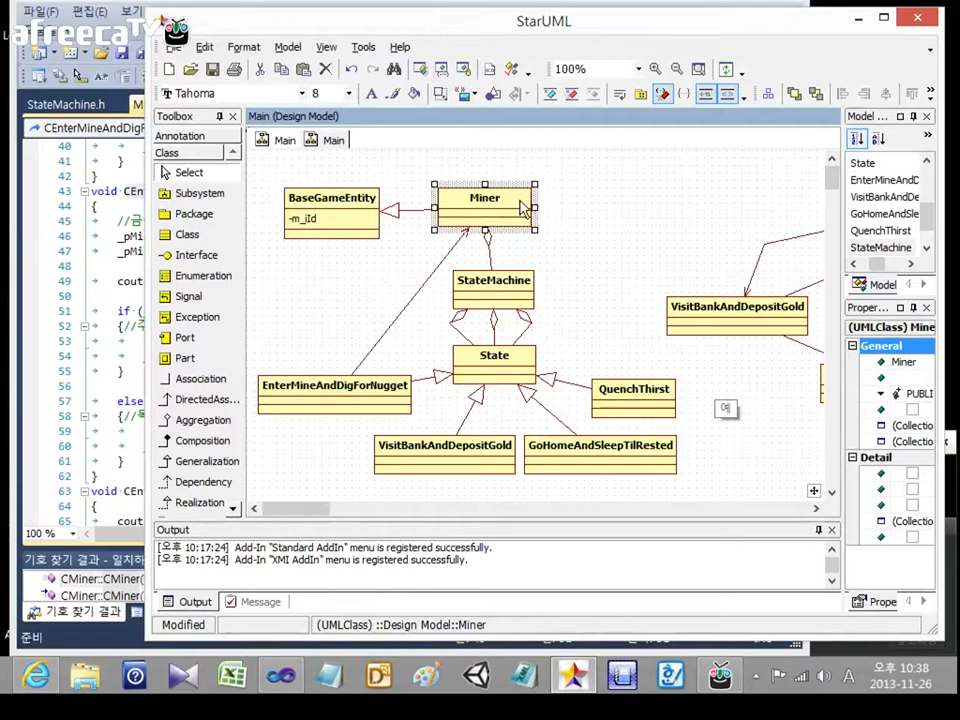 파일(F) 편집(E) 보기
afreecaTV
StarUML
Edit Format Model View Tools Help
100%
Tahoma 8
StateMachine.h
CEnterMineAndDigF
40
41 }
43 void CEn
44 {
45 //금
46 _pMi
47 _pMi
48
49 cout
50
51 if (
52 {//주
53
54
55 }
56
57 else
58 {//목
59
60
61 }
62 }
63 void CEn
64 {
65 cout
100 %
Toolbox
Annotation
Class
Select
Subsystem
Package
Class
Interface
Enumeration
Signal
Exception
Port
Part
Association
DirectedAss...
Aggregation
Composition
Generalization
Dependency
Realization
Main (Design Model)
Main Main
BaseGameEntity
-m_iId
Miner
StateMachine
State
EnterMineAndDigForNugget
VisitBankAndDepositGold
GoHomeAndSleepTilRested
QuenchThirst
VisitBankAndDepositGold
예
Model ...
State
EnterMineAndD
VisitBankAndDe
GoHomeAndSle
QuenchThirst
StateMachine
Model
Proper...
(UMLClass) Mine
General
Miner
PUBLI
(Collectio
(Collectio
Detail
(Collectio
Prope
Output
[오후 10:17:24] Add-In "Standard AddIn" menu is registered successfully.
[오후 10:17:24] Add-In "XMI AddIn" menu is registered successfully.
Output Message
Modified (UMLClass) ::Design Model::Miner
기호 찾기 결과 - 일치하
CMiner::CMiner(
CMiner::CMiner(
기호 찾기 결과
준비
A
오후 10:38
2013-11-26